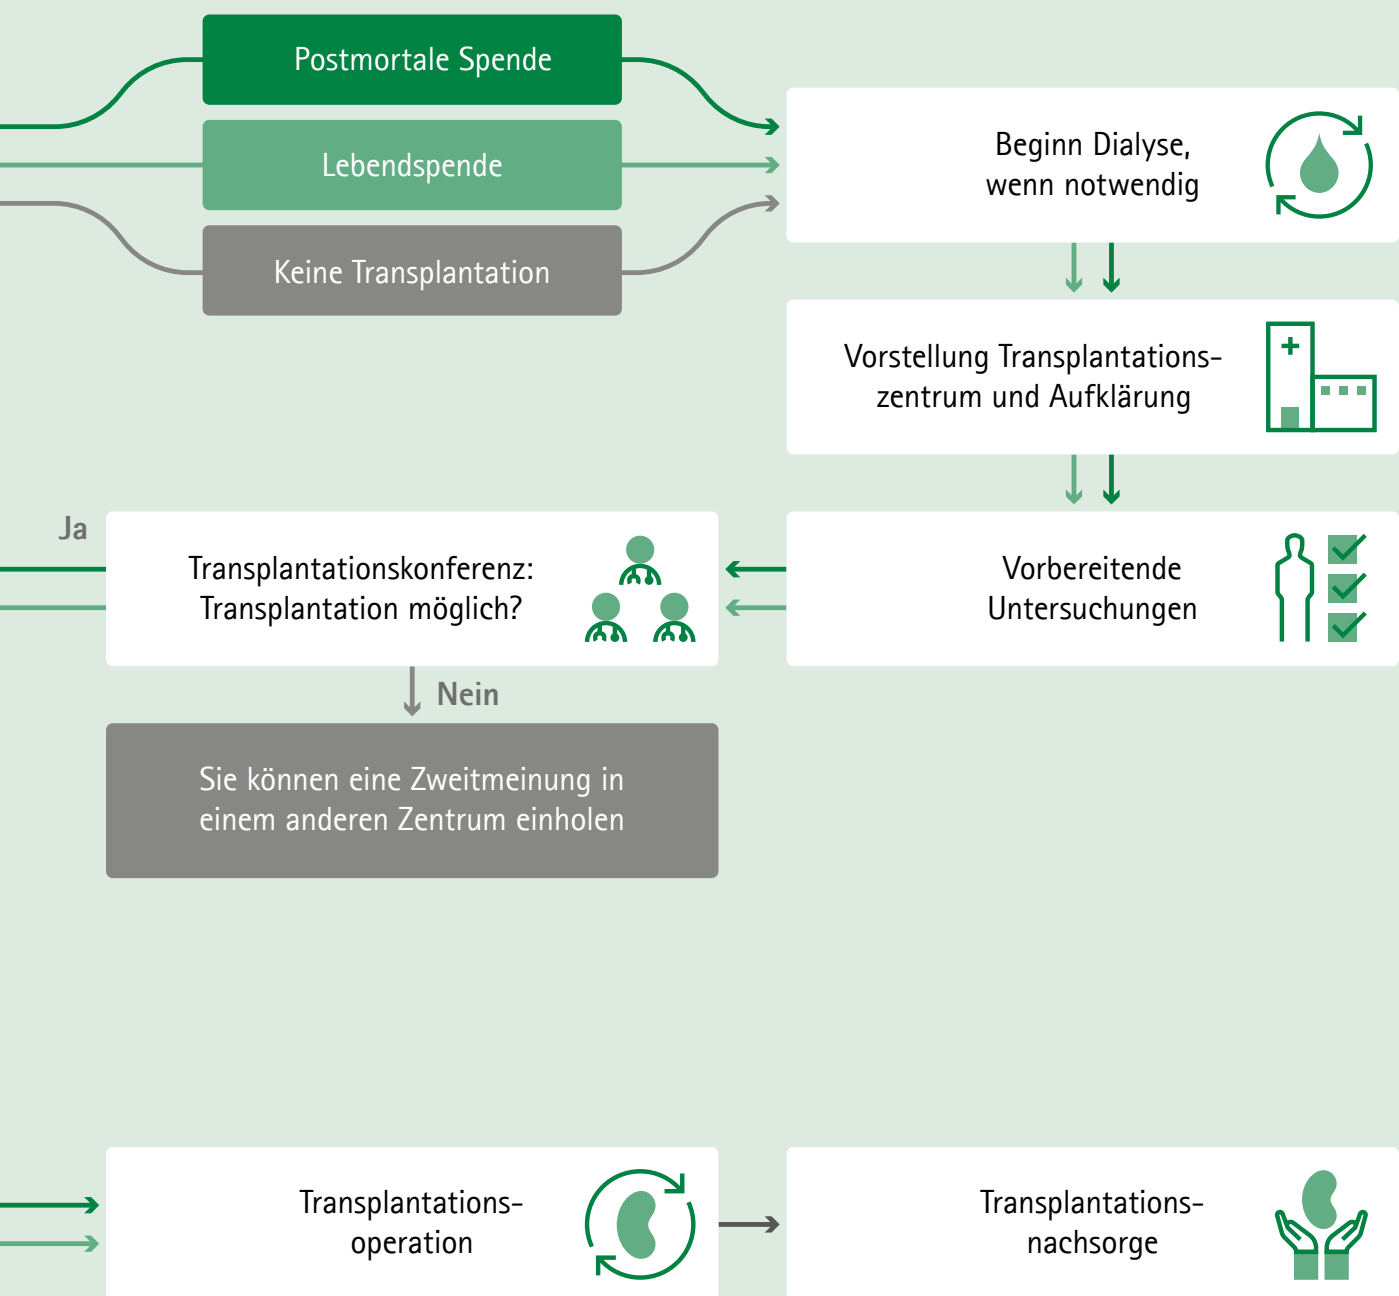 Postmortale Spende
Lebendspende
Keine Transplantation
Beginn Dialyse,
wenn notwendig
Vorstellung Transplantations-
zentrum und Aufklärung
Vorbereitende
Untersuchungen
Ja
Transplantationskonferenz:
Transplantation möglich?
Nein
Sie können eine Zweitmeinung in
einem anderen Zentrum einholen
Transplantations-
operation
Transplantations-
nachsorge